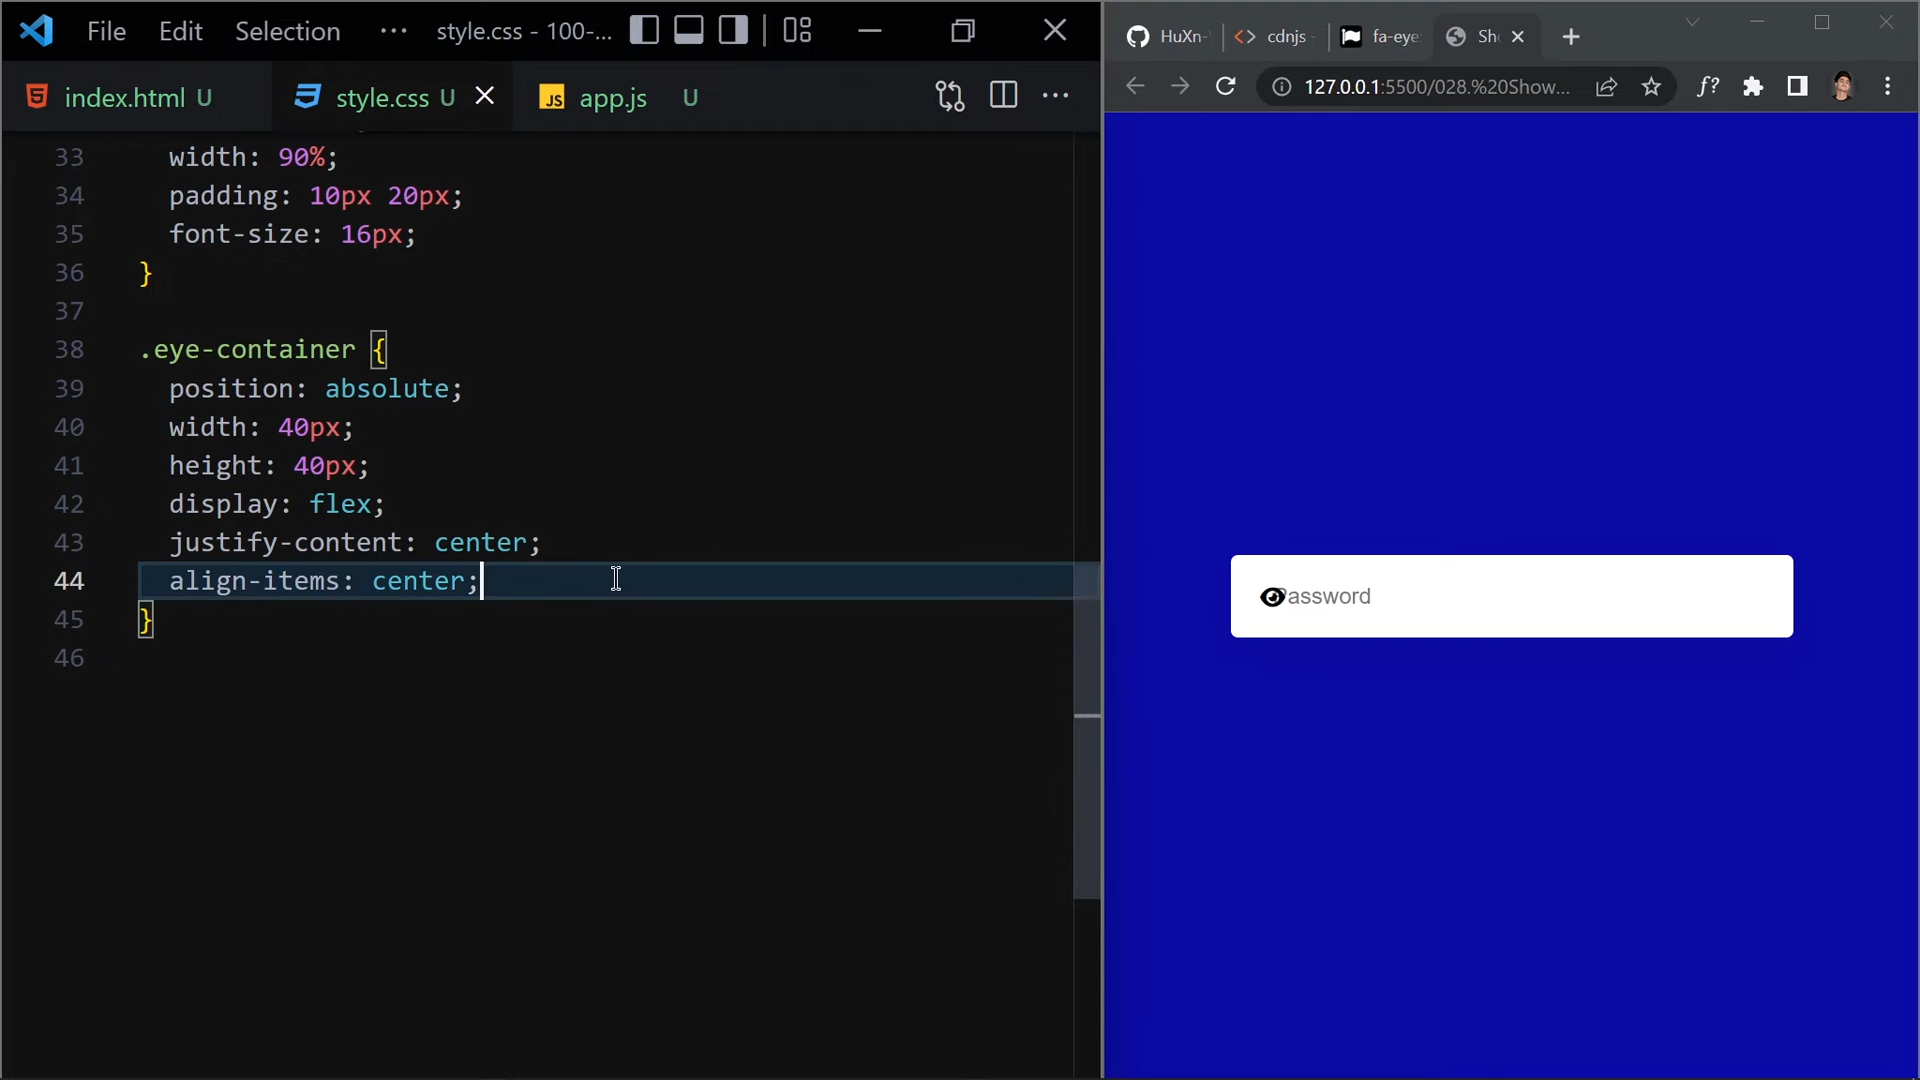 File Edit Selection ··· style.css - 100-...
index.html U style.css U app.js U
33 width: 90%;
34 padding: 10px 20px;
35 font-size: 16px;
36 }
37
38 .eye-container {
39 position: absolute;
40 width: 40px;
41 height: 40px;
42 display: flex;
43 justify-content: center;
44 align-items: center;
45 }
46
HuXn- cdnjs fa-eye Sh
127.0.0.1:5500/028.%20Show... f?
assword